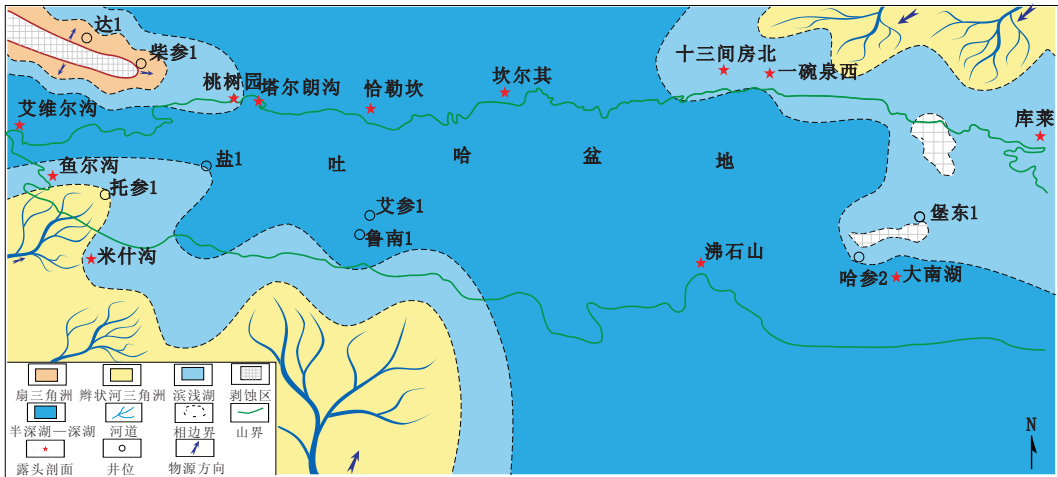 达1
柴参1
十三间房北
一碗泉西
桃树园
塔尔朗沟
恰勒坎
坎尔其
艾维尔沟
库莱
鱼尔沟
盐1
吐 哈 盆 地
托参1
艾参1
堡东1
鲁南1
米什沟
沸石山
哈参2
大南湖
扇三角洲
辫状河三角洲
滨浅湖
剥蚀区
半深湖—深湖
河道
相边界
山界
露头剖面
井位
物源方向
N